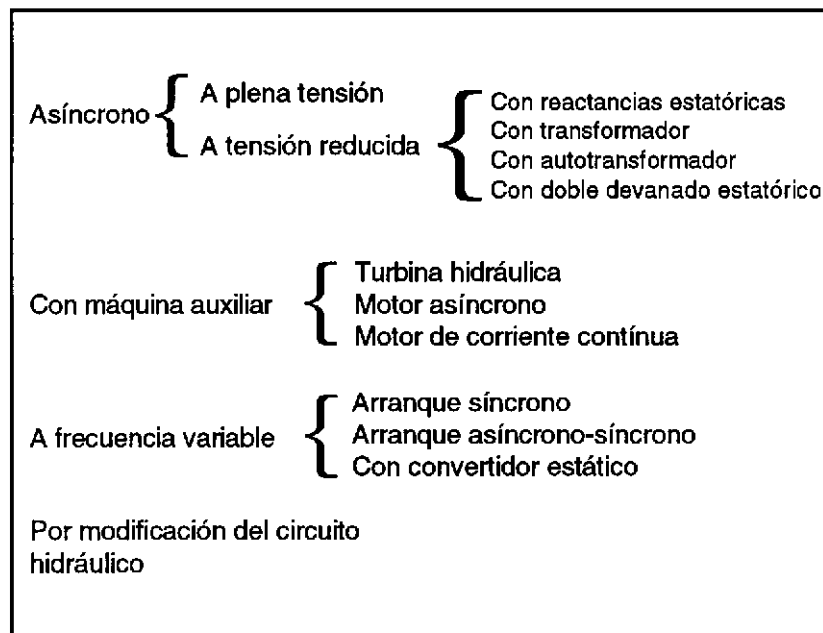 Asíncrono
A plena tensión
A tensión reducida
Con reactancias estatóricas
Con transformador
Con autotransformador
Con doble devanado estatórico
Con máquina auxiliar
Turbina hidráulica
Motor asíncrono
Motor de corriente contínua
A frecuencia variable
Arranque síncrono
Arranque asíncrono-síncrono
Con convertidor estático
Por modificación del circuito
hidráulico